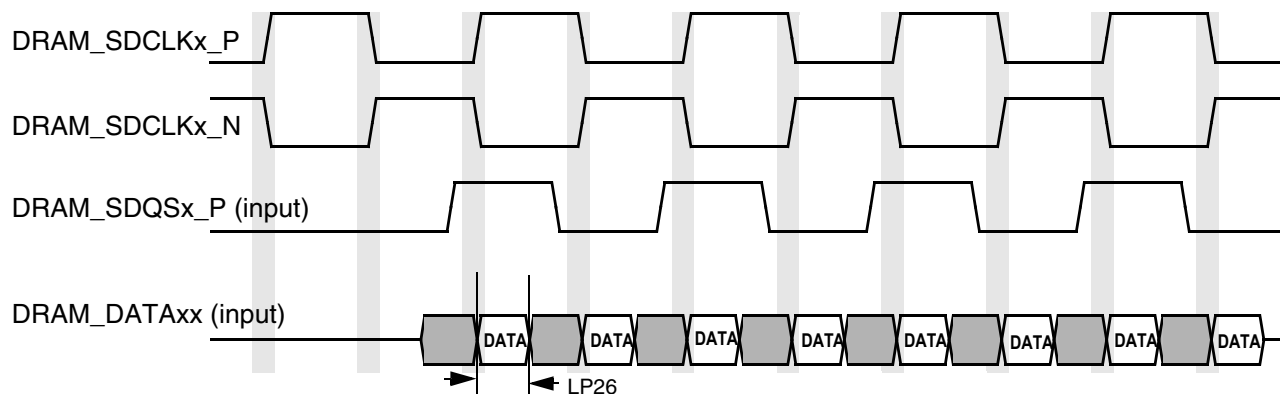 DRAM_SDCLKx_P
DRAM_SDCLKx_N
DRAM_SDQSx_P (input)
DRAM_DATAxx (input)
DATA DATA DATA DATA DATA DATA DATA DATA
LP26